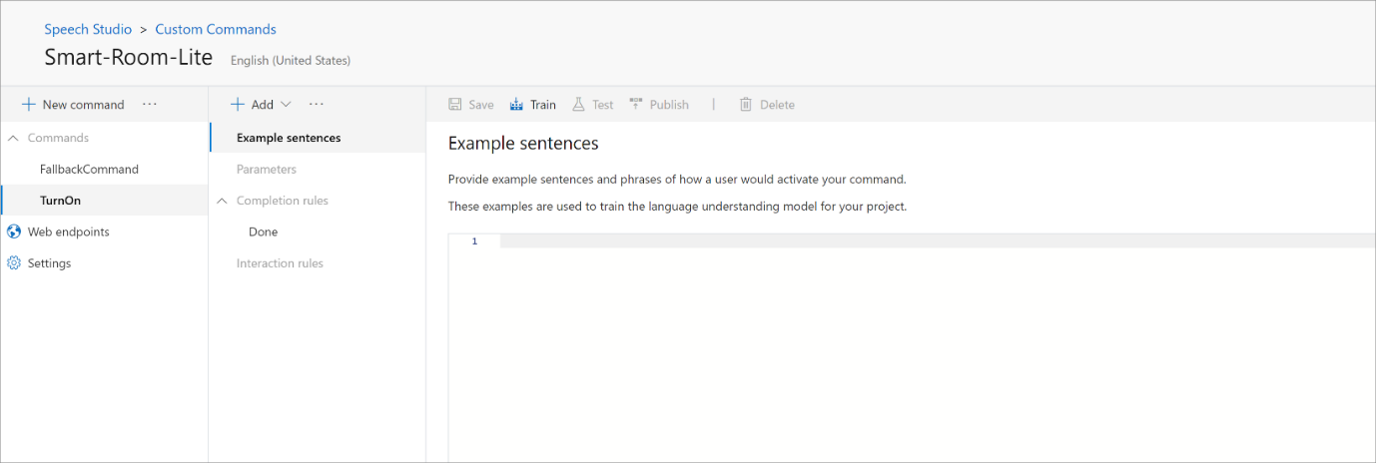 Speech Studio > Custom Commands
Smart-Room-Lite English (United States)
New command ···
Commands
FallbackCommand
TurnOn
Web endpoints
Settings
Add ···
Example sentences
Parameters
Completion rules
Done
Interaction rules
Save Train Test Publish | Delete
Example sentences
Provide example sentences and phrases of how a user would activate your command.
These examples are used to train the language understanding model for your project.
1